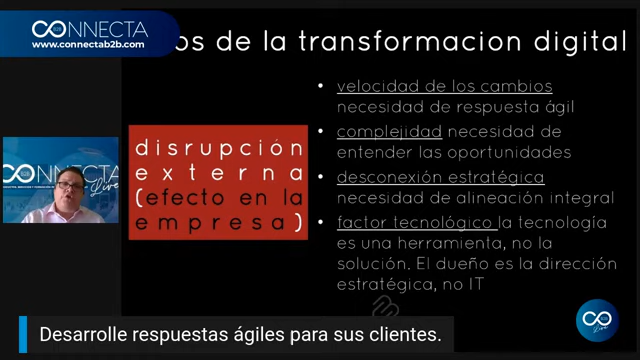 CONNECTA
www.connectab2b.com
os de la transformacion digital
• velocidad de los cambios
necesidad de respuesta ágil
• complejidad necesidad de
entender las oportunidades
• desconexión estratégica
necesidad de alineación integral
• factor tecnológico la tecnología
es una herramienta, no la
solución. El dueño es la dirección
estratégica, no IT
disrupción
externa
(efecto en la
empresa)
CONNECTA
Live
Live
Desarrolle respuestas ágiles para sus clientes.